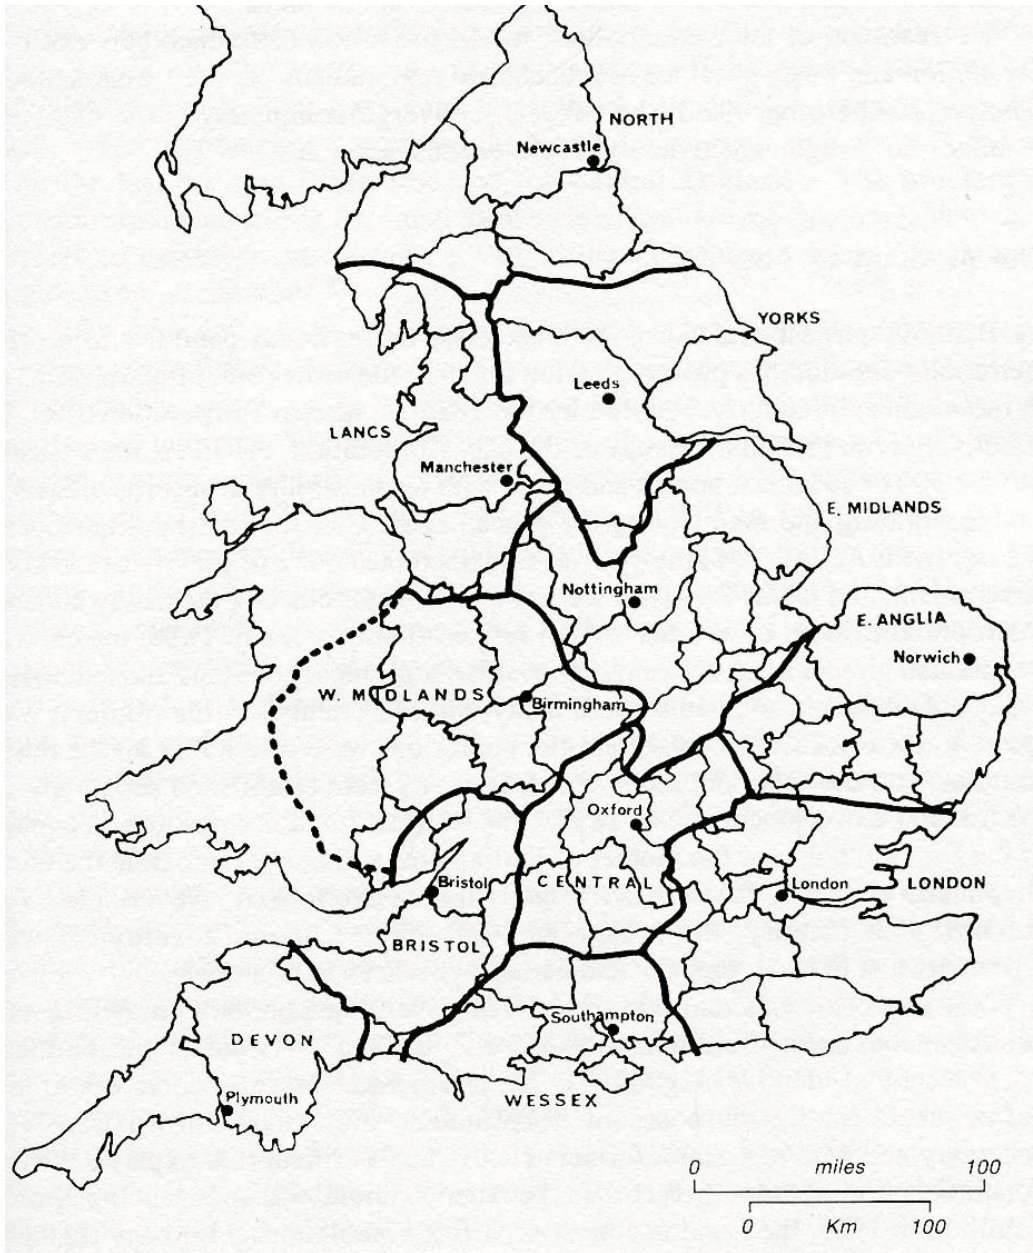 NORTH
Newcastle
YORKS
Leeds
LANCS
Manchester
E. MIDLANDS
Nottingham
E. ANGLIA
Norwich
W. MIDLANDS
Birmingham
Oxford
Bristol
CENTRAL
London
LONDON
BRISTOL
Southampton
DEVON
WESSEX
Plymouth
0 miles 100
0 Km 100